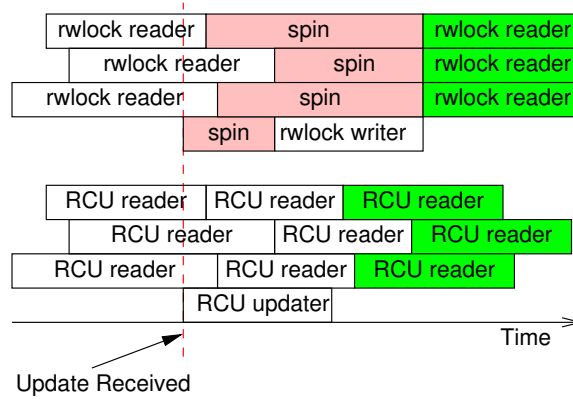 rwlock reader spin rwlock reader
rwlock reader spin rwlock reader
rwlock reader spin rwlock reader
spin rwlock writer
RCU reader RCU reader RCU reader
RCU reader RCU reader RCU reader
RCU reader RCU reader RCU reader
RCU updater
Time
Update Received